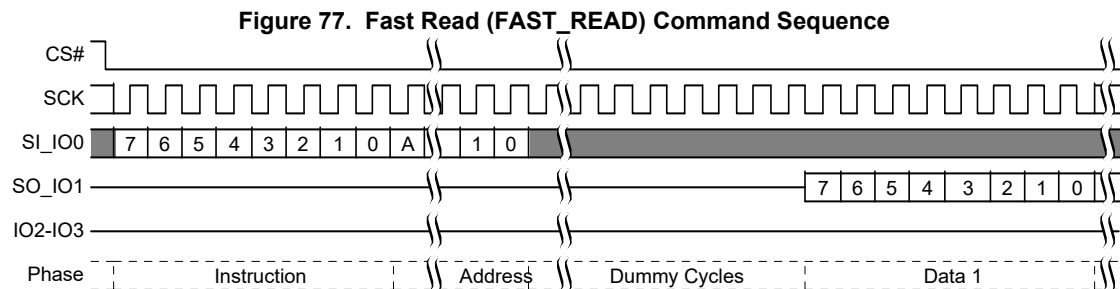 Figure 77. Fast Read (FAST_READ) Command Sequence
CS#
SCK
SI_IO0 7 6 5 4 3 2 1 0 A 1 0
SO_IO1 7 6 5 4 3 2 1 0
IO2-IO3
Phase Instruction Address Dummy Cycles Data 1